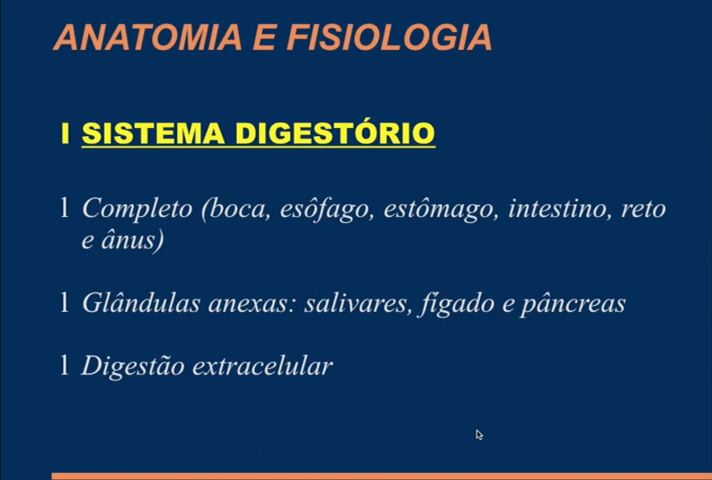 ANATOMIA E FISIOLOGIA
l SISTEMA DIGESTÓRIO
l Completo (boca, esôfago, estômago, intestino, reto
e ânus)
l Glândulas anexas: salivares, fígado e pâncreas
l Digestão extracelular